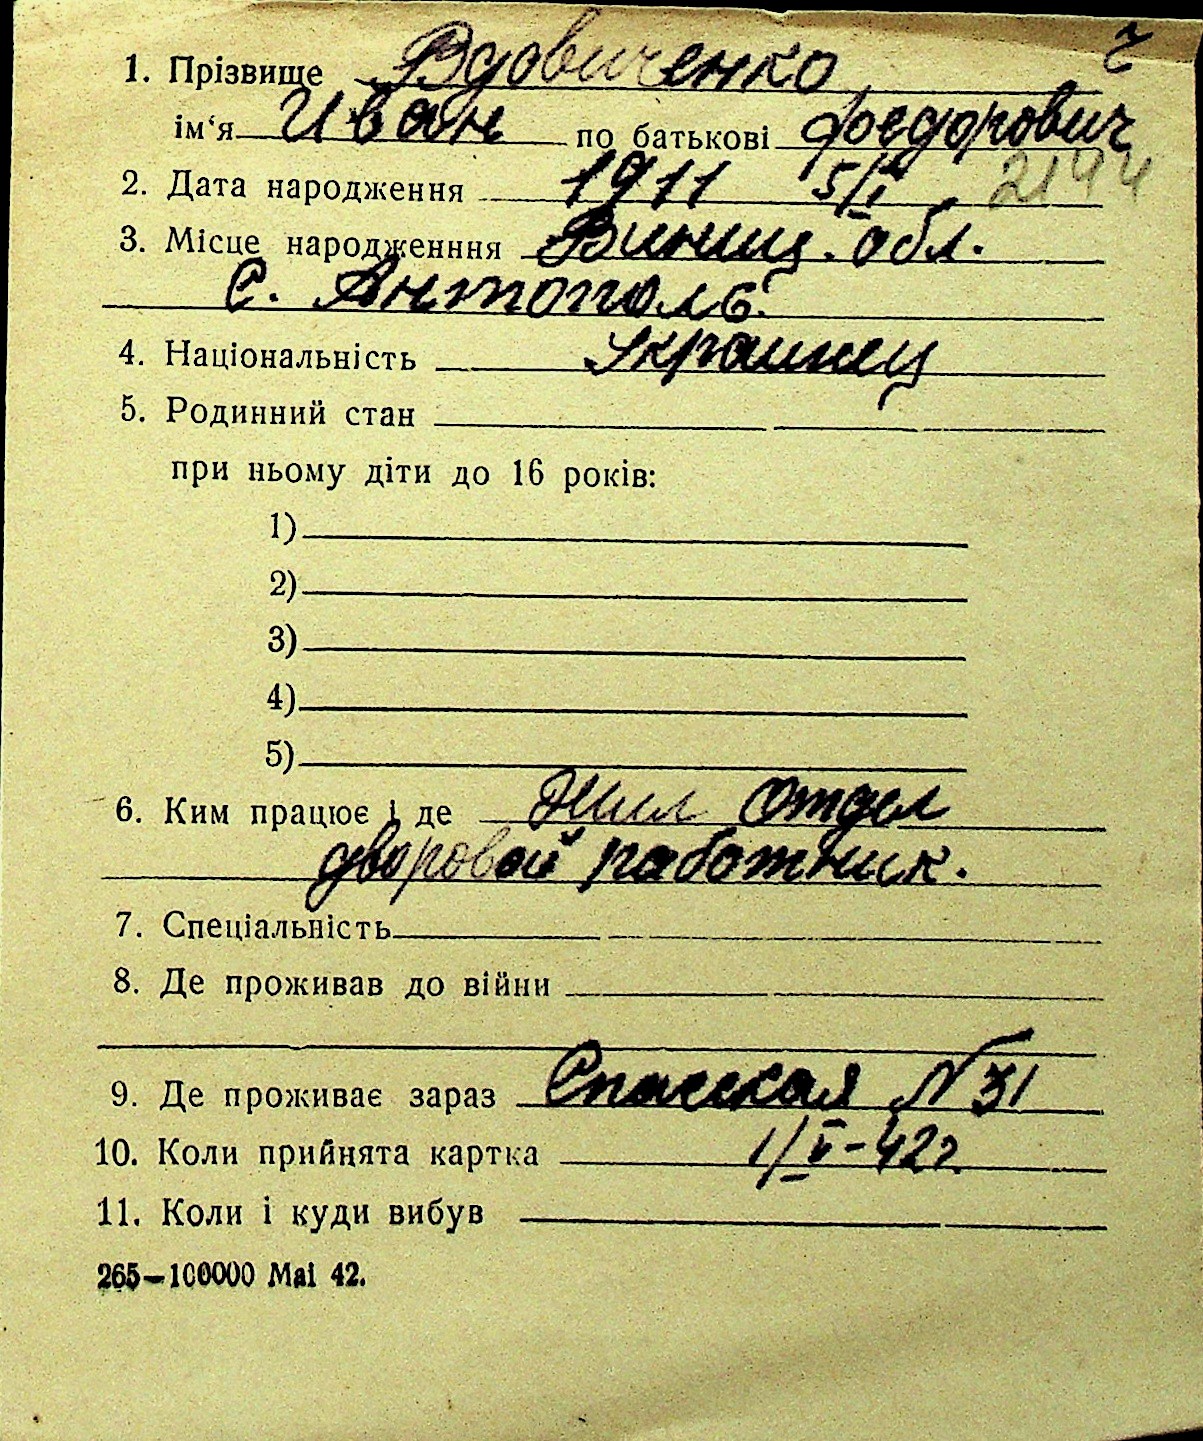 ч
1. Прізвище Вдовиченко
ім‘я Иван по батькові Федорович
2. Дата народження 1911 5/I 2144
3. Місце народженння Виниц. обл.
с. Антополь.
4. Національність Украинец
5. Родинний стан
при ньому діти до 16 років:
1)
2)
3)
4)
5)
6. Ким працює і де Жил Отдел
дворовой работник.
7. Спеціальність
8. Де проживав до війни
9. Де проживає зараз Спасская N 31
10. Коли прийнята картка 1/V-42г.
11. Коли і куди вибув
265—100000 Mai 42.